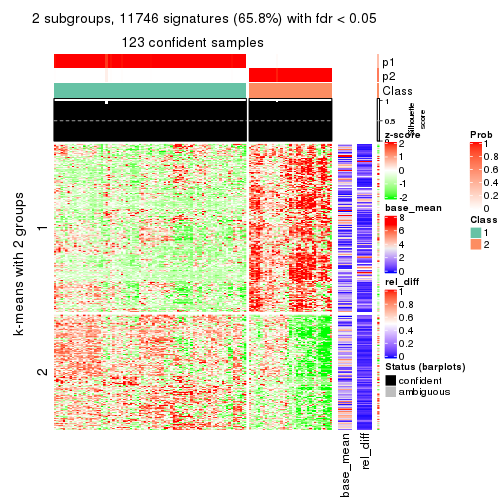 2 subgroups, 11746 signatures (65.8%) with fdr < 0.05
123 confident samples
p1
p2
Class
1
0.5
0
Silhouette
score
k-means with 2 groups
1
2
base_mean
rel_diff
z-score
2
1
0
-1
-2
base_mean
8
6
4
2
0
rel_diff
1
0.8
0.6
0.4
0.2
0
Status (barplots)
confident
ambiguous
Prob
1
0.8
0.6
0.4
0.2
0
Class
1
2